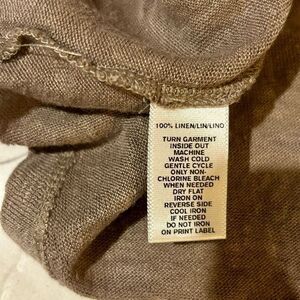 100% LINEN/LIN/LINO
TURN GARMENT
INSIDE OUT
MACHINE
WASH COLD
GENTLE CYCLE
ONLY NON-
CHLORINE BLEACH
WHEN NEEDED
DRY FLAT
IRON ON
REVERSE SIDE
COOL IRON
IF NEEDED
DO NOT IRON
ON PRINT LABEL